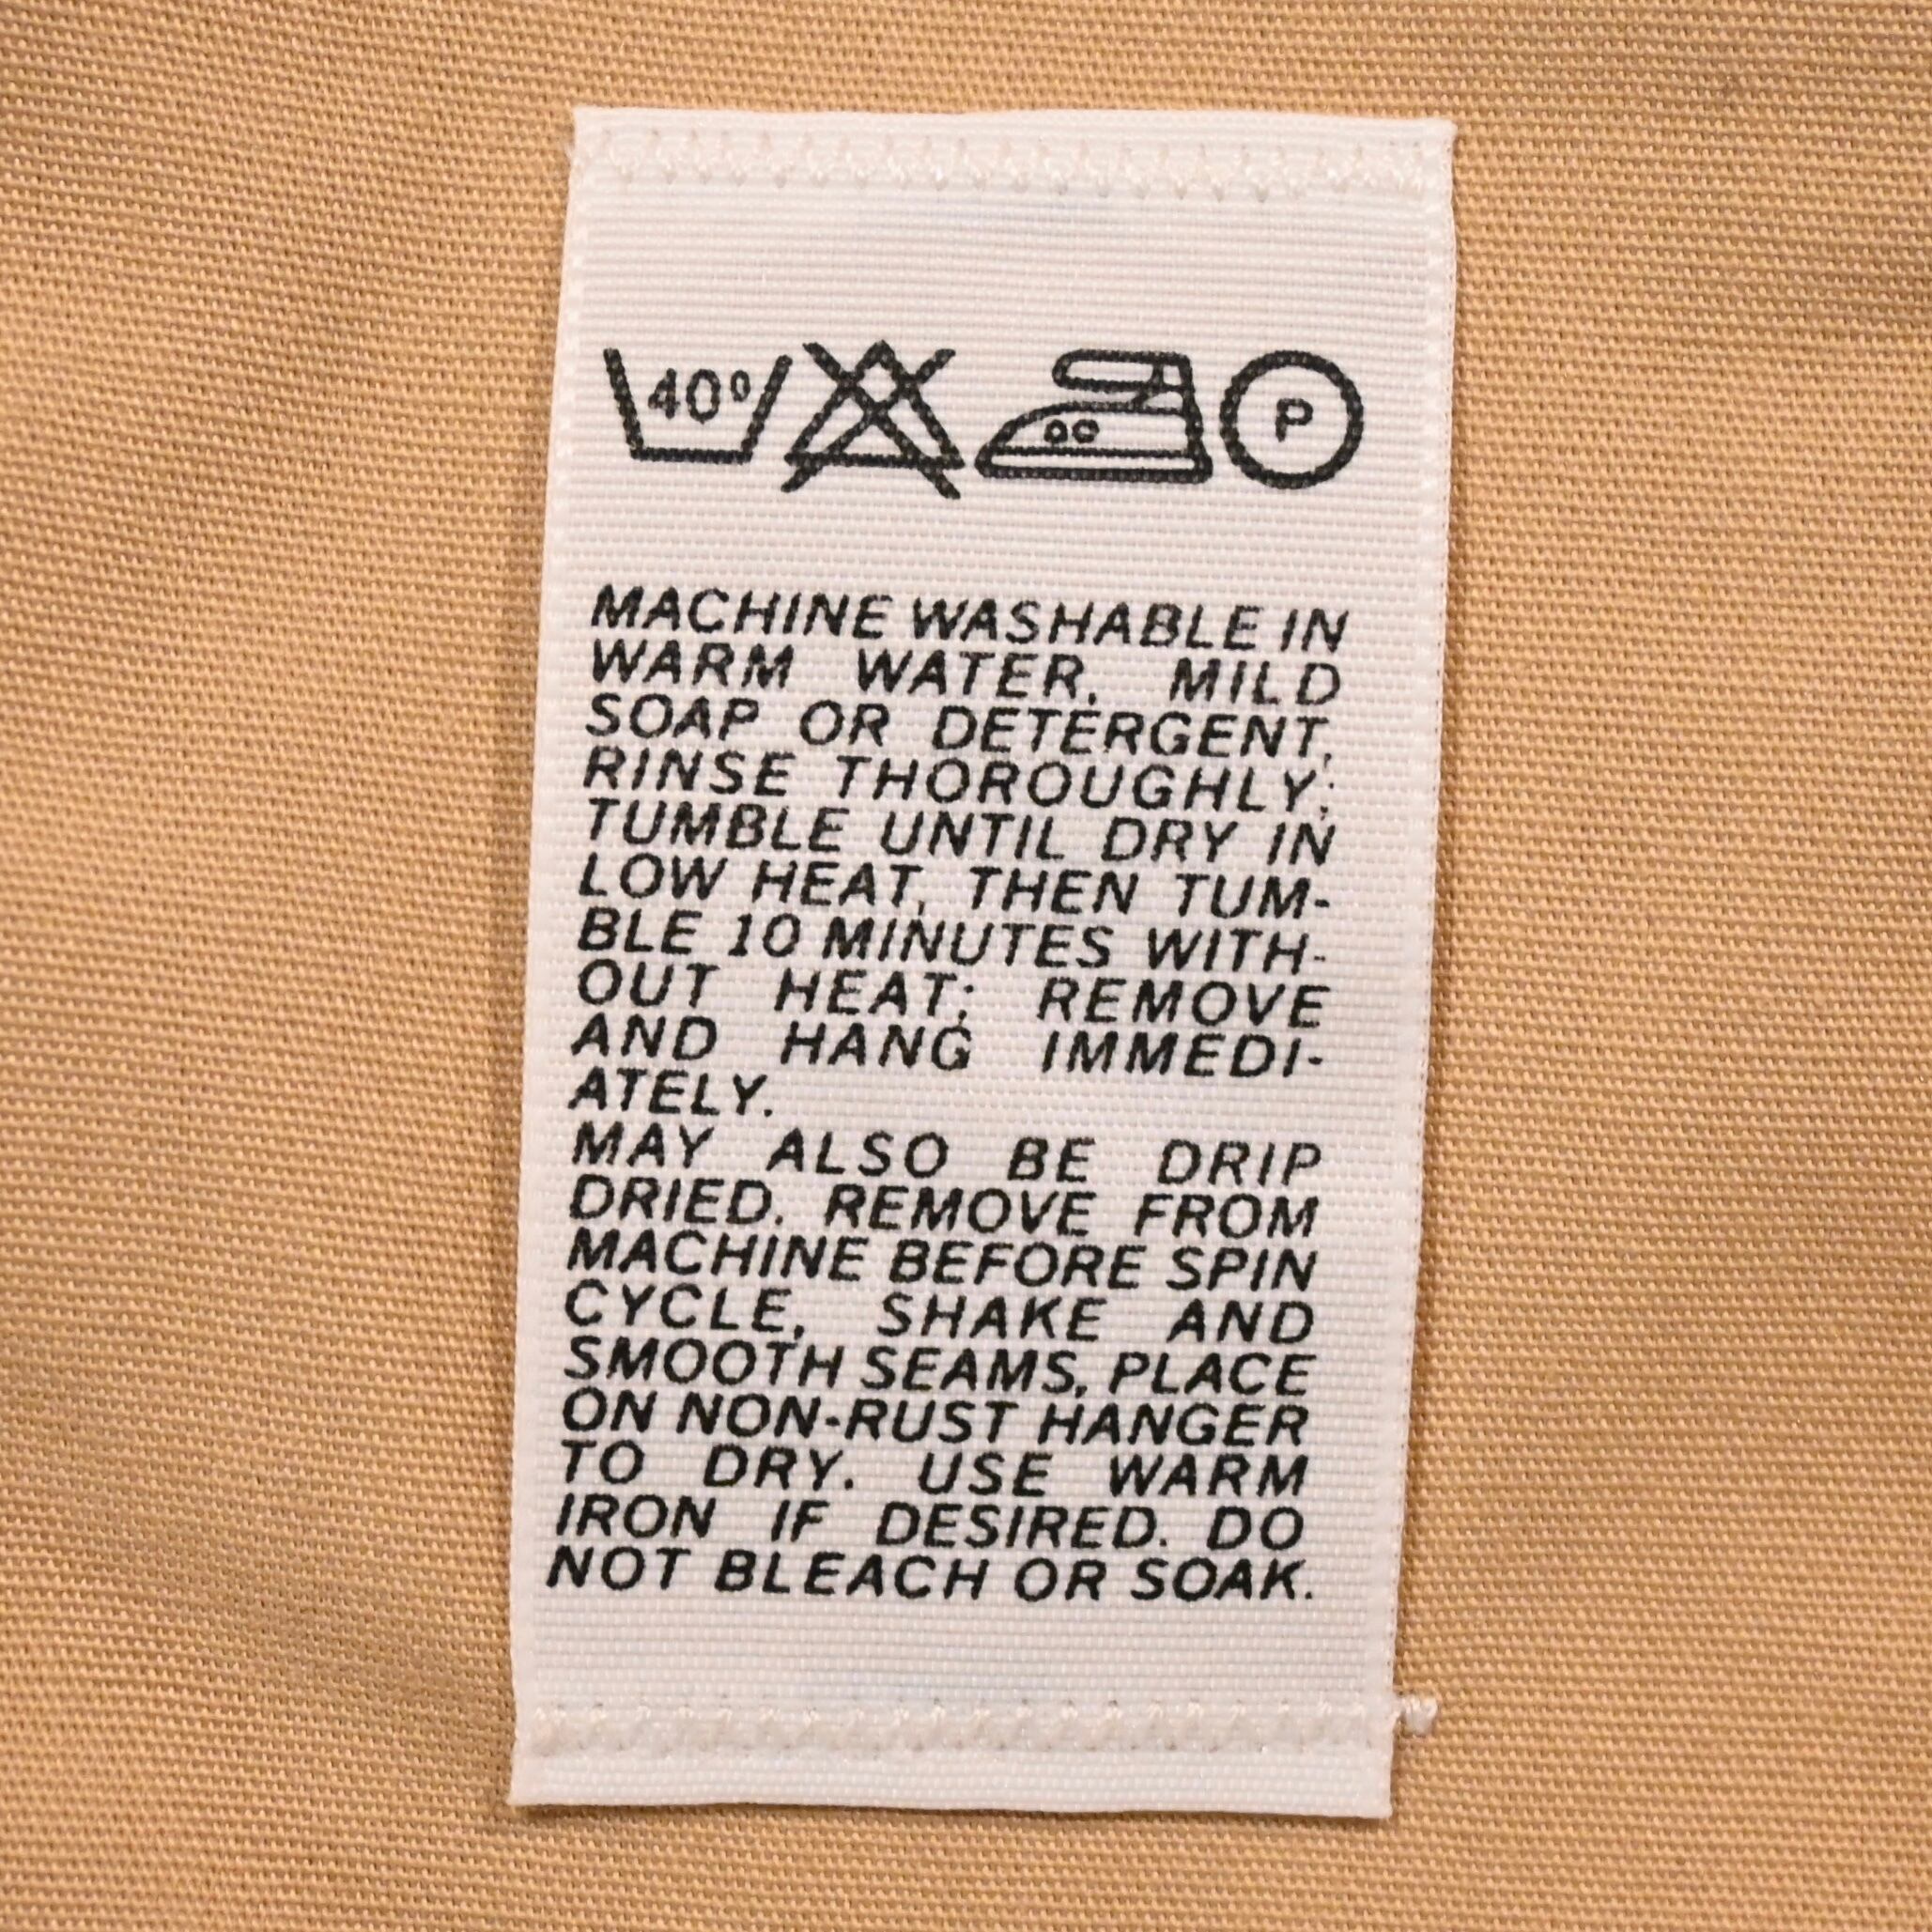 40°
P
MACHINE WASHABLE IN
WARM WATER, MILD
SOAP OR DETERGENT,
RINSE THOROUGHLY;
TUMBLE UNTIL DRY IN
LOW HEAT, THEN TUM-
BLE 10 MINUTES WITH-
OUT HEAT; REMOVE
AND HANG IMMEDI-
ATELY.
MAY ALSO BE DRIP
DRIED. REMOVE FROM
MACHINE BEFORE SPIN
CYCLE, SHAKE AND
SMOOTH SEAMS, PLACE
ON NON-RUST HANGER
TO DRY. USE WARM
IRON IF DESIRED. DO
NOT BLEACH OR SOAK.